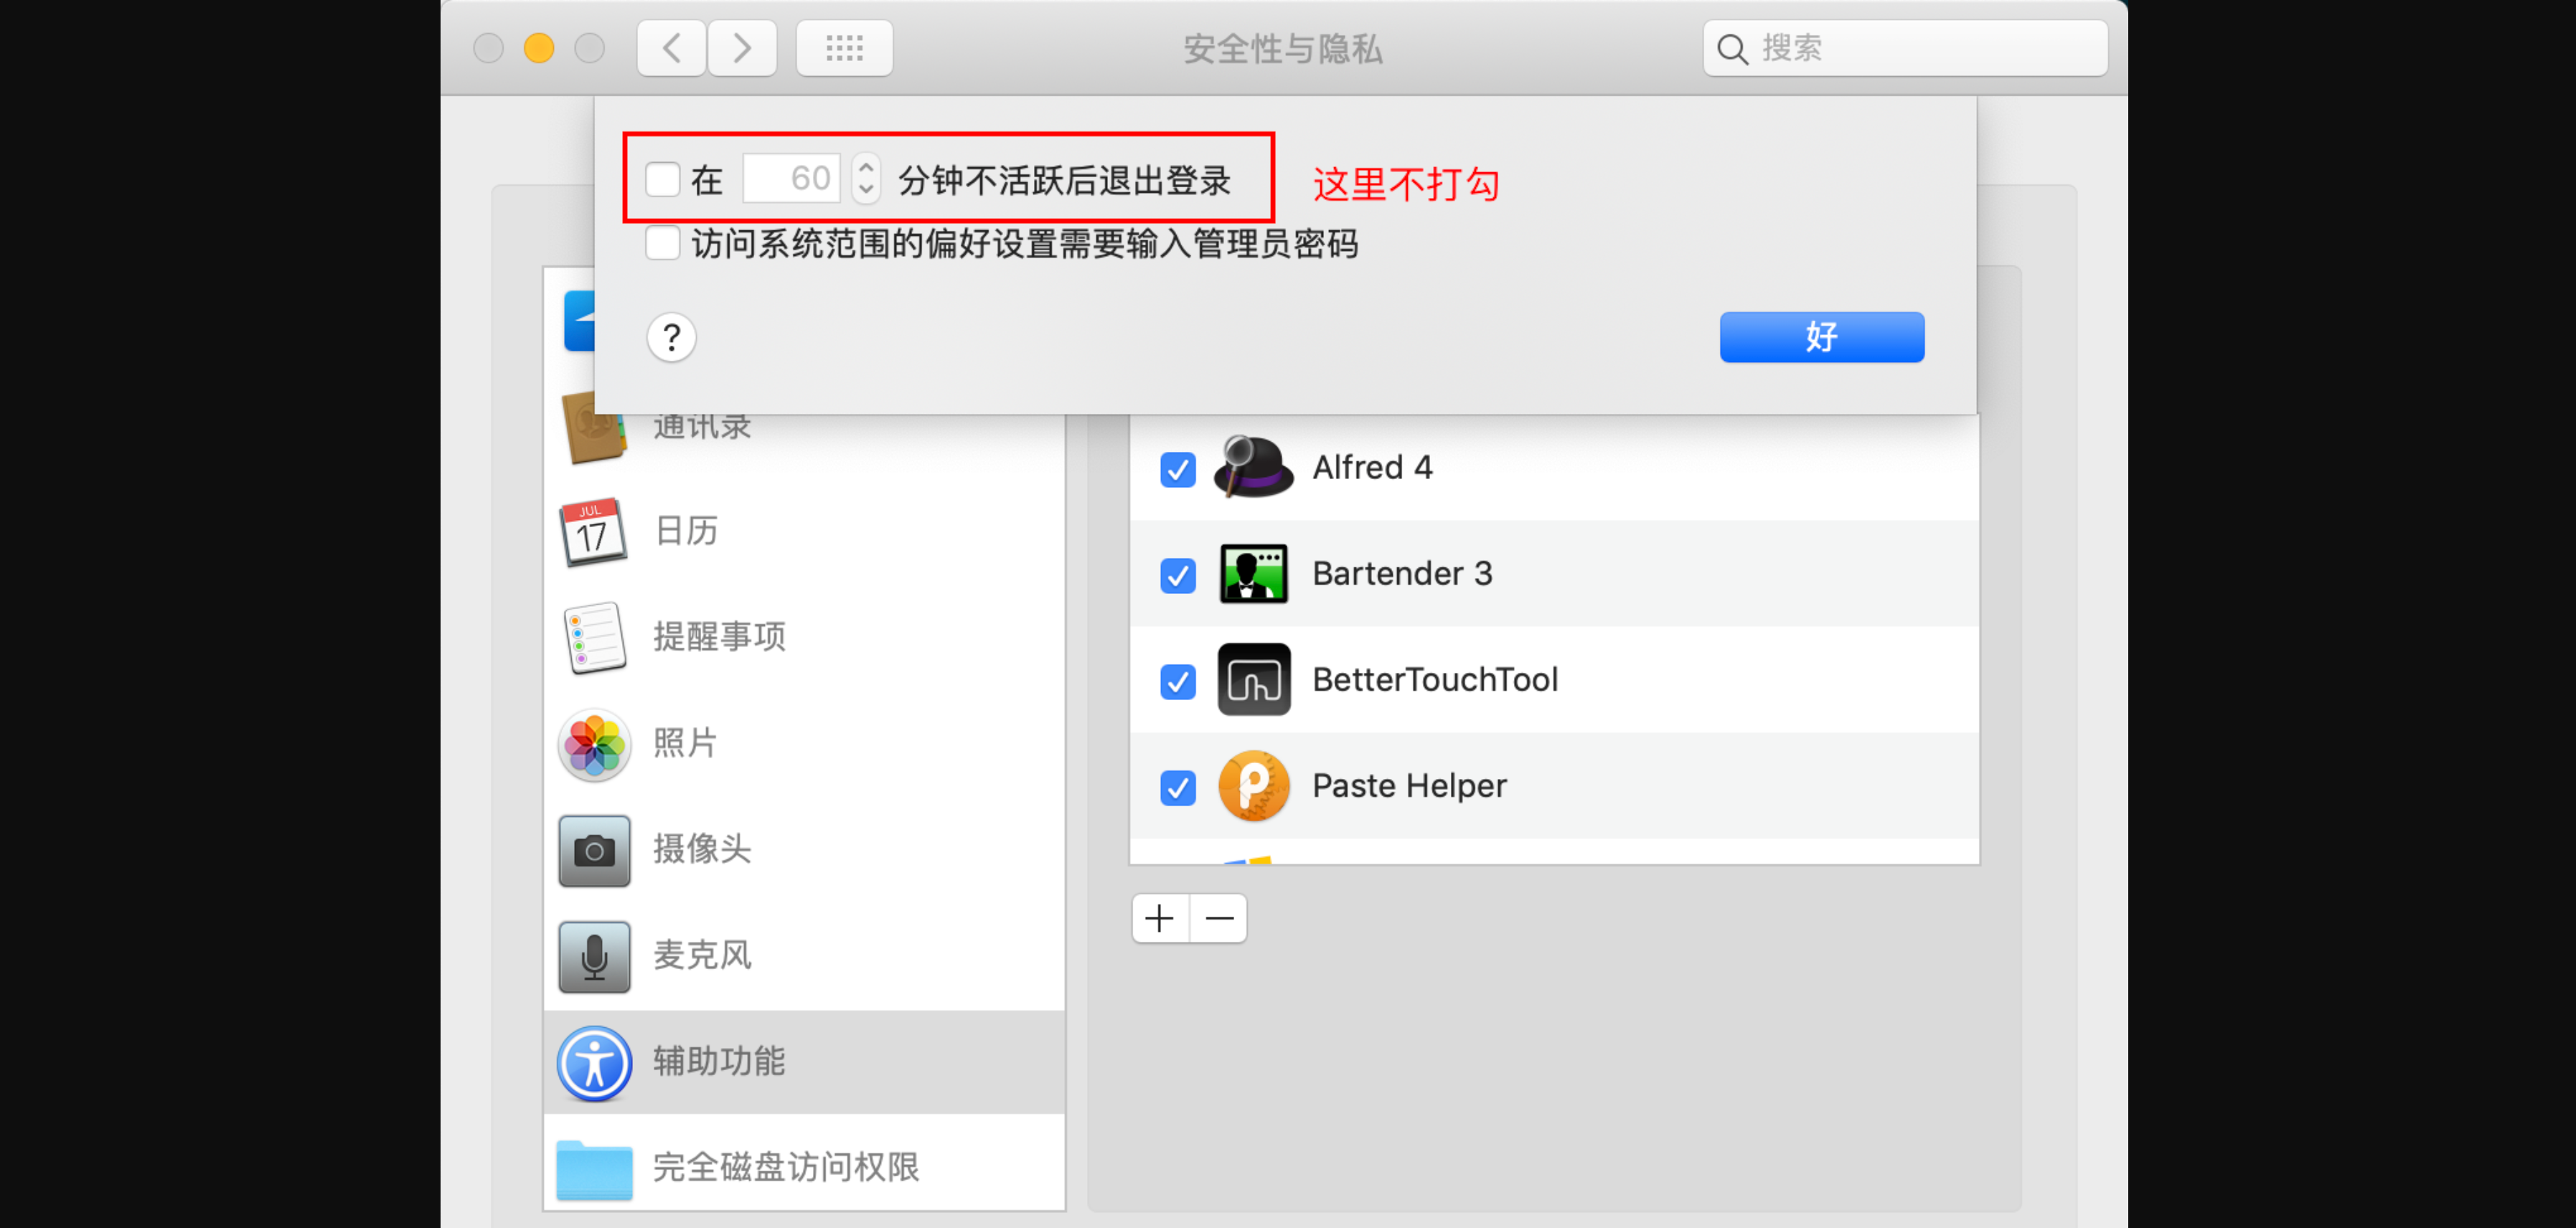 安全性与隐私
搜索
在 60 分钟不活跃后退出登录
这里不打勾
访问系统范围的偏好设置需要输入管理员密码
?
好
通讯录
JUL
17
日历
提醒事项
照片
摄像头
麦克风
辅助功能
完全磁盘访问权限
Alfred 4
Bartender 3
BetterTouchTool
Paste Helper